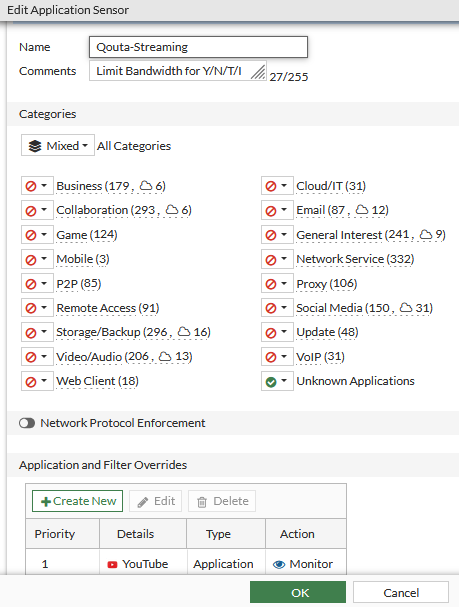 Edit Application Sensor
Name Qouta-Streaming
Comments Limit Bandwidth for Y/N/T/I 27/255
Categories
Mixed All Categories
Business (179, 6) Cloud/IT (31)
Collaboration (293, 6) Email (87, 12)
Game (124) General Interest (241, 9)
Mobile (3) Network Service (332)
P2P (85) Proxy (106)
Remote Access (91) Social Media (150, 31)
Storage/Backup (296, 16) Update (48)
Video/Audio (206, 13) VoIP (31)
Web Client (18) Unknown Applications
Network Protocol Enforcement
Application and Filter Overrides
+Create New Edit Delete
Priority Details Type Action
1 YouTube Application Monitor
OK Cancel